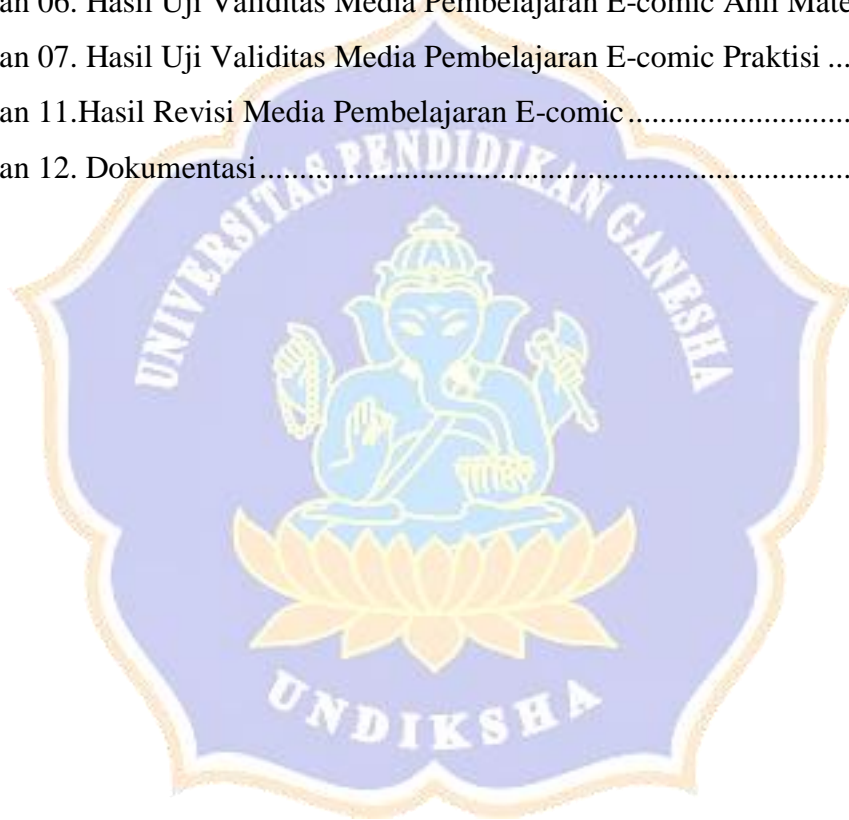 an 06. Hasil Uji Validitas Media Pembelajaran E-comic Ahli Mate
an 07. Hasil Uji Validitas Media Pembelajaran E-comic Praktisi ...
an 11.Hasil Revisi Media Pembelajaran E-comic............................
an 12. Dokumentasi..........................................................................
UNIVERSITAS PENDIDIKAN GANESHA
UNDIKSHA